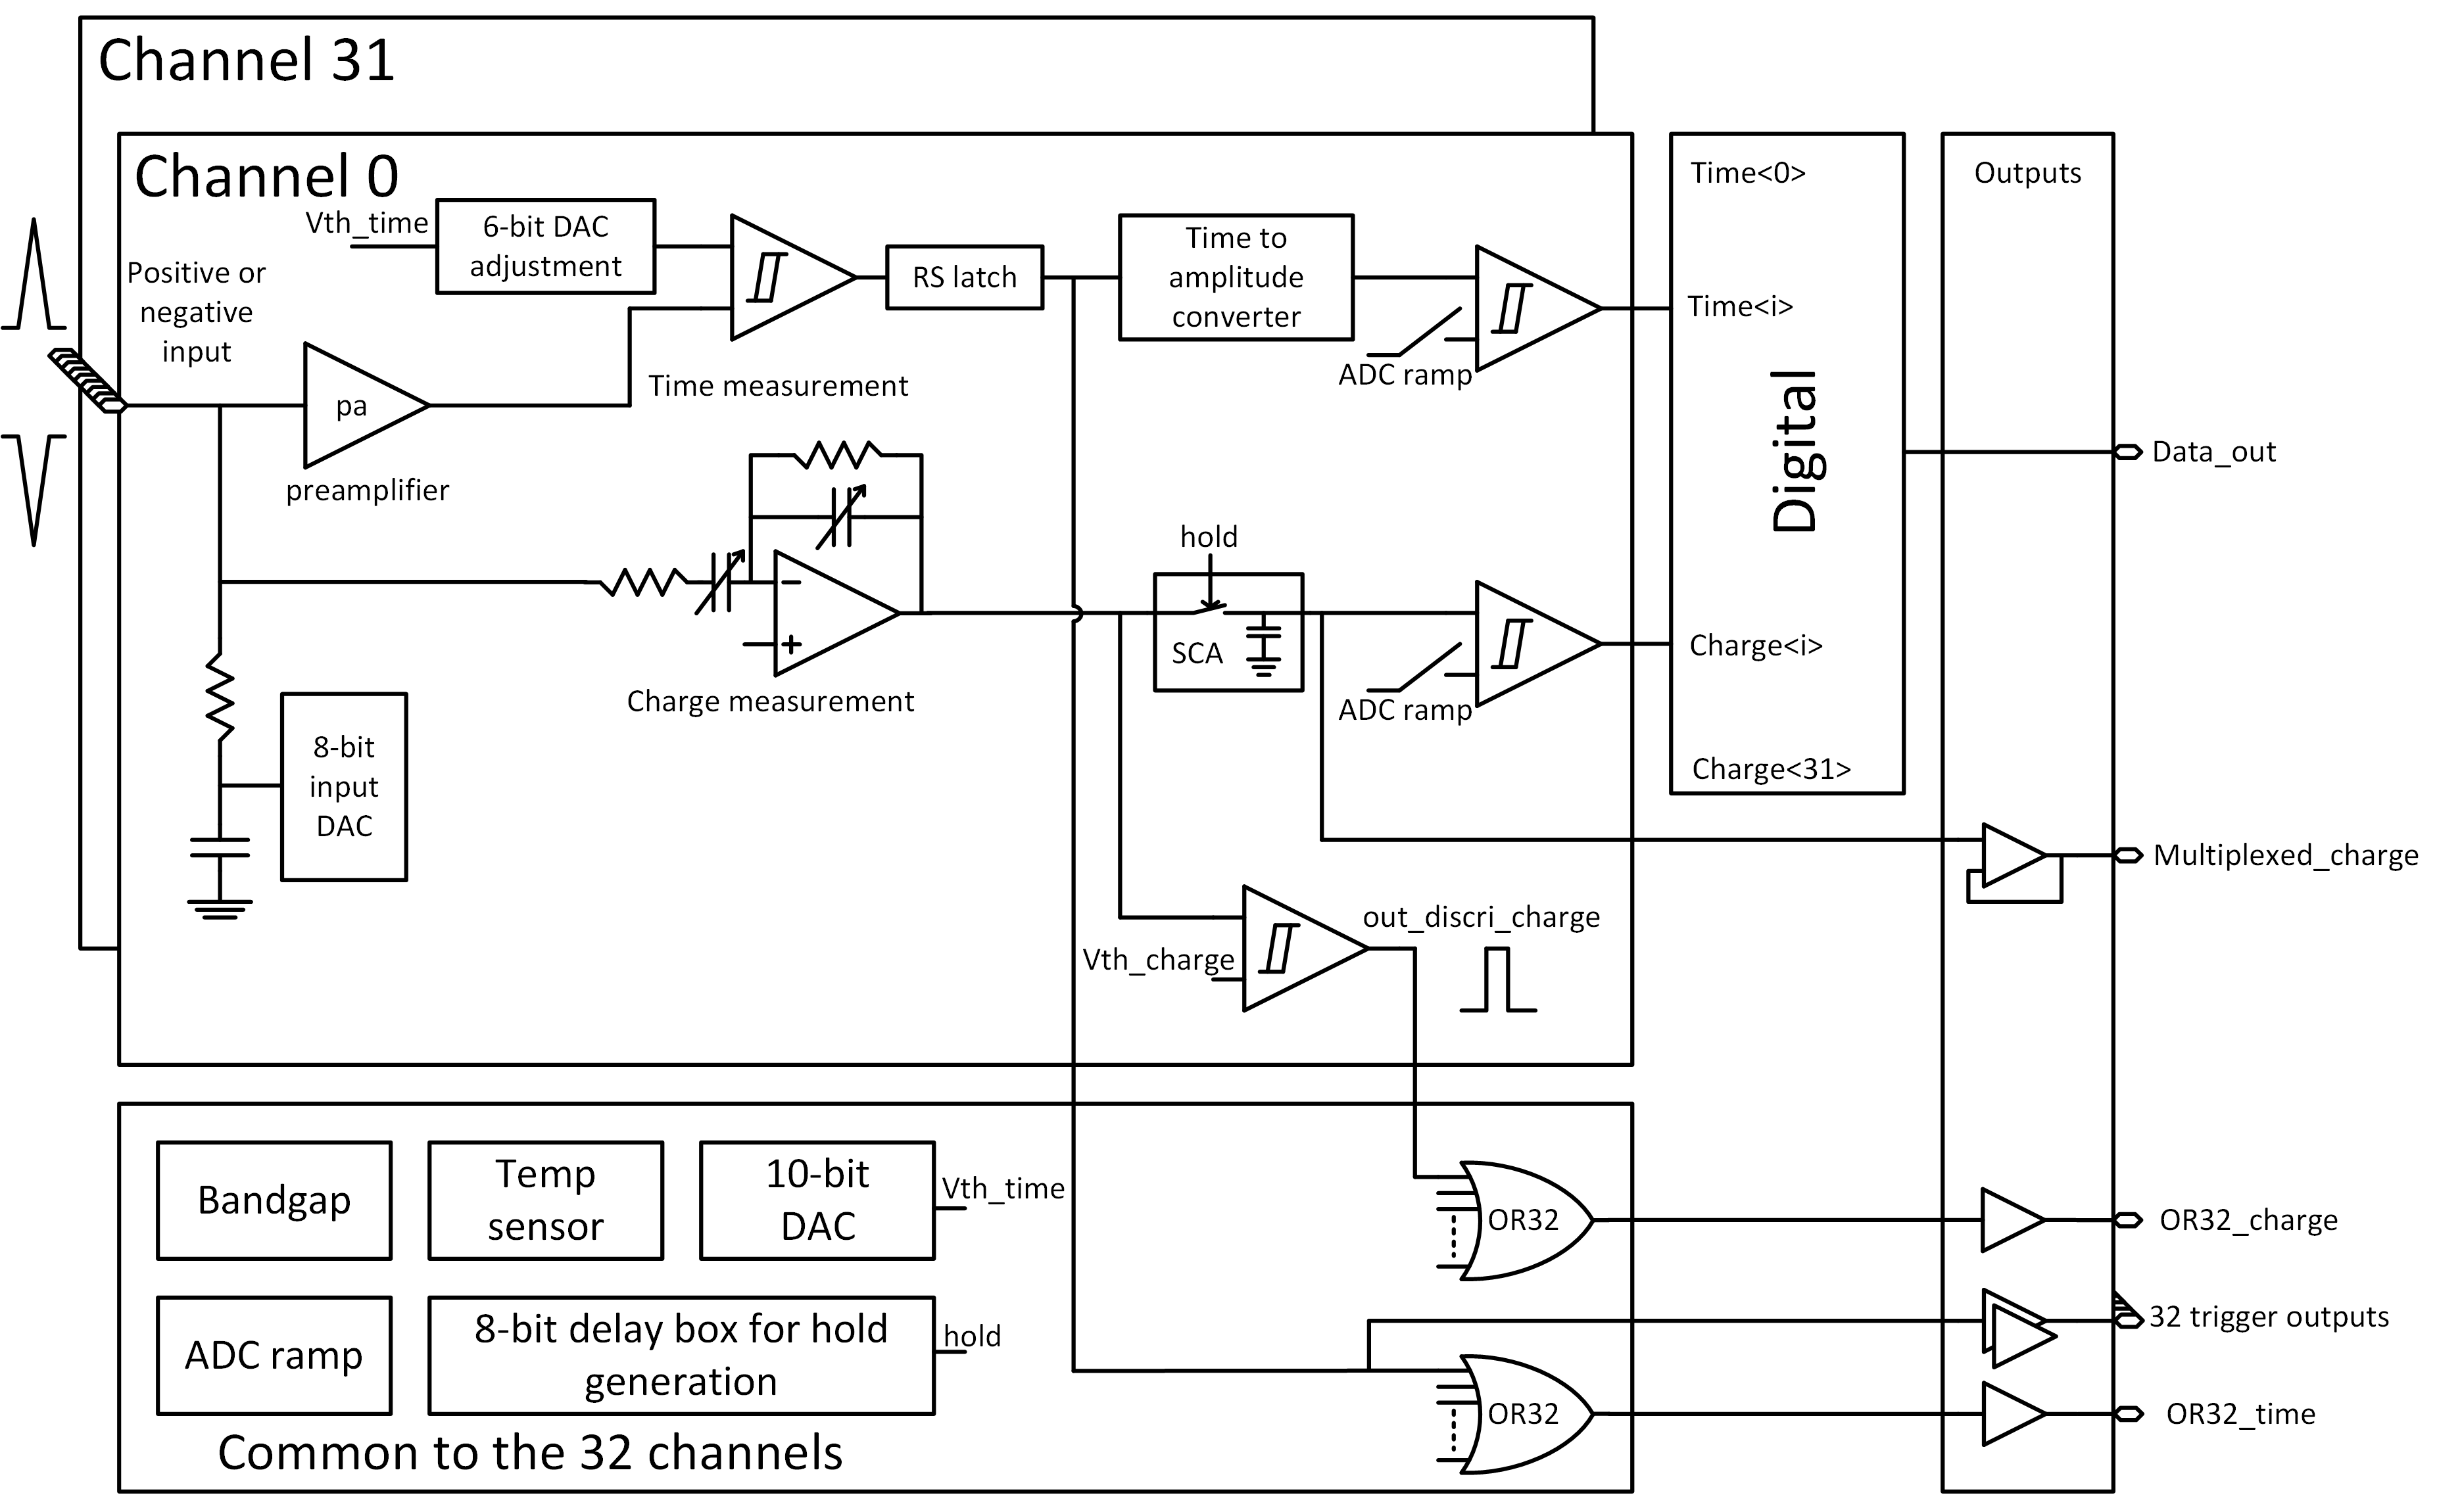 Channel 31
Channel 0
Vth_time
6-bit DAC
adjustment
Positive or
negative
input
RS latch
Time to
amplitude
converter
ADC ramp
Time measurement
pa
preamplifier
hold
SCA
ADC ramp
Charge measurement
8-bit
input
DAC
Vth_charge
out_discri_charge
Time<0>
Time<i>
Digital
Charge<i>
Charge<31>
Outputs
Data_out
Multiplexed_charge
Bandgap
Temp
sensor
10-bit
DAC
Vth_time
ADC ramp
8-bit delay box for hold
generation
hold
Common to the 32 channels
OR32
OR32
OR32_charge
32 trigger outputs
OR32_time